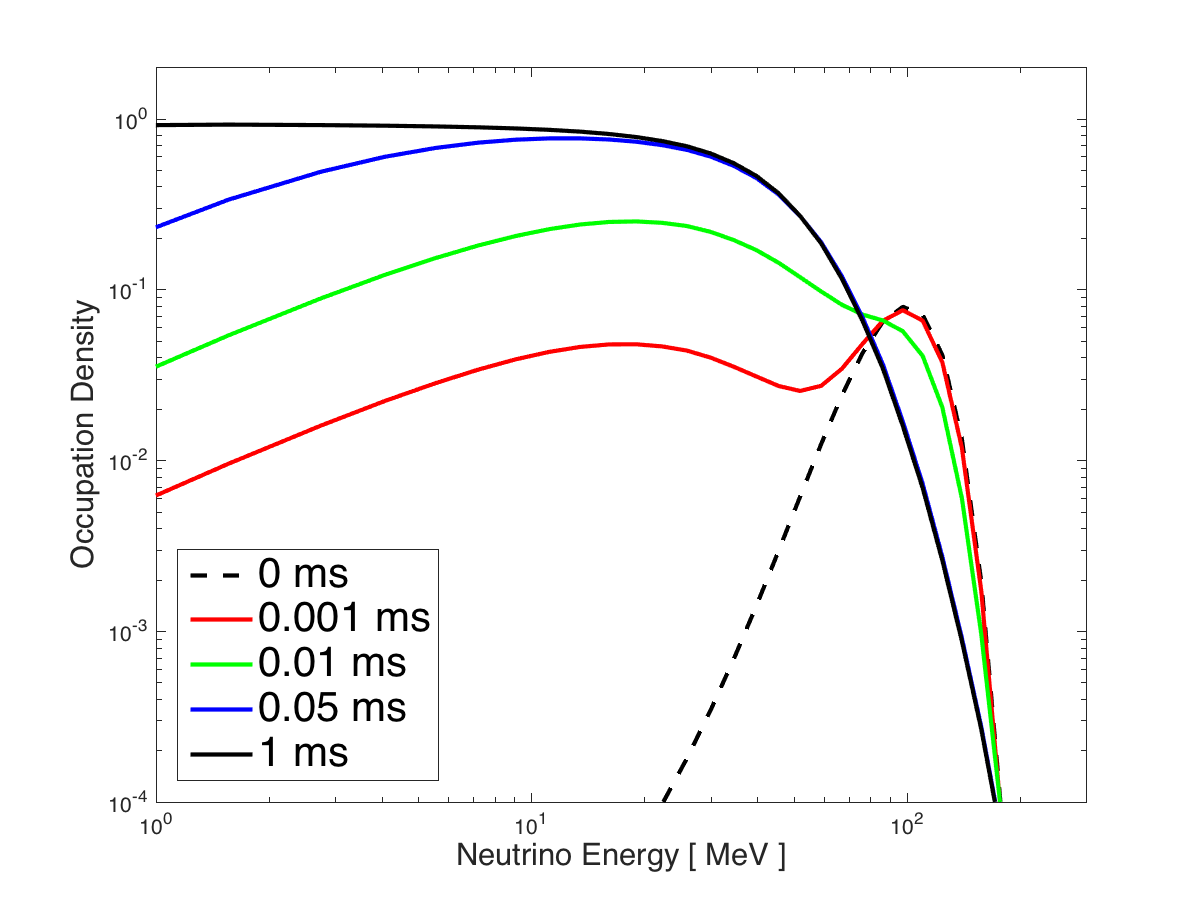 10^0
10^-1
10^-2
10^-3
10^-4
Occupation Density
0 ms
0.001 ms
0.01 ms
0.05 ms
1 ms
10^0
10^1
10^2
Neutrino Energy [ MeV ]